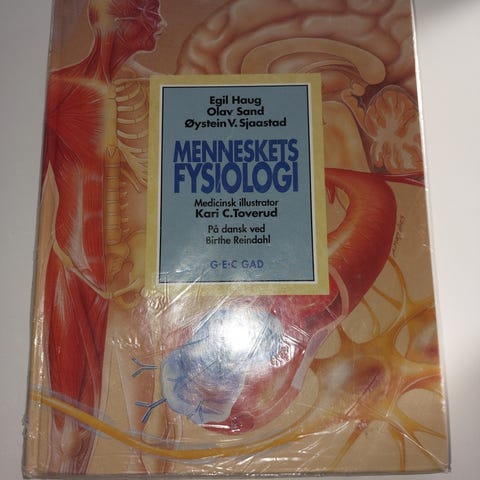 Egil Haug
Olav Sand
Øystein V. Sjaastad
MENNESKETS
FYSIOLOGI
Medicinsk illustrator
Kari C. Toverud
På dansk ved
Birthe Reindahl
G·E·C GAD